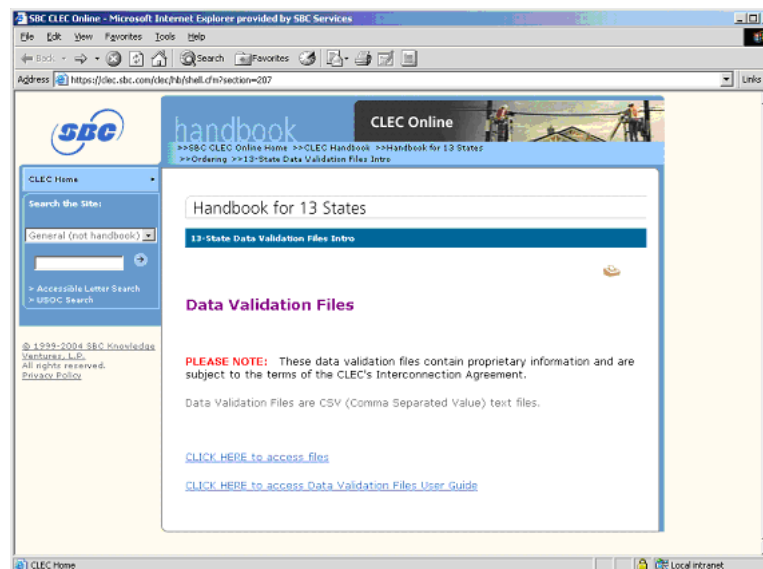 SBC CLEC Online - Microsoft Internet Explorer provided by SBC Services
File Edit View Favorites Tools Help
Back Search Favorites
Address https://clec.sbc.com/clec/hb/shell.cfm?section=207 Links
SBC
handbook
CLEC Online
>>SBC CLEC Online Home >>CLEC Handbook >>Handbook for 13 States
>>Ordering >>13-State Data Validation Files Intro
CLEC Home
Search the Site:
General (not handbook)
> Accessible Letter Search
> USOC Search
© 1999-2004 SBC Knowledge
Ventures, L.P.
All rights reserved.
Privacy Policy
Handbook for 13 States
13-State Data Validation Files Intro
Data Validation Files
PLEASE NOTE: These data validation files contain proprietary information and are
subject to the terms of the CLEC's Interconnection Agreement.
Data Validation Files are CSV (Comma Separated Value) text files.
CLICK HERE to access files
CLICK HERE to access Data Validation Files User Guide
CLEC Home Local intranet